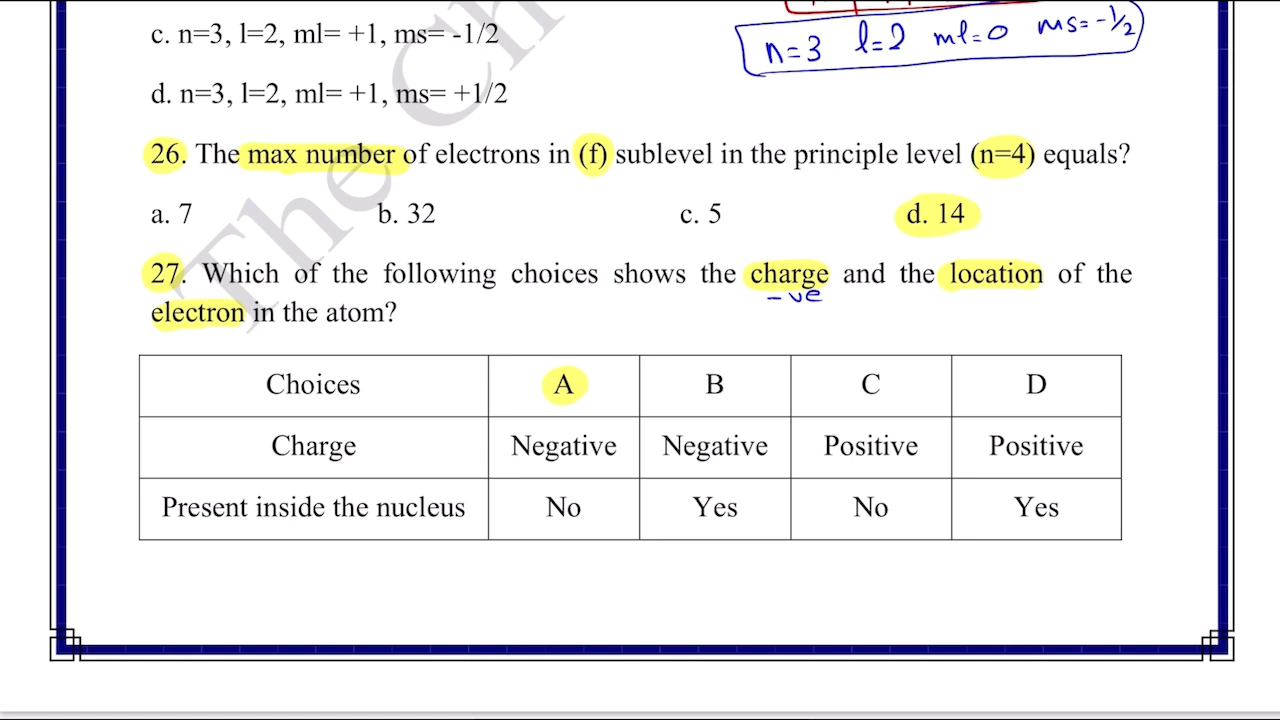 c. n=3, l=2, ml= +1, ms= -1/2
n=3 l=2 ml=0 ms=-1/2
d. n=3, l=2, ml= +1, ms= +1/2
26. The max number of electrons in (f) sublevel in the principle level (n=4) equals?
a. 7 b. 32 c. 5 d. 14
27. Which of the following choices shows the charge and the location of the
-ve
electron in the atom?
Choices A B C D
Charge Negative Negative Positive Positive
Present inside the nucleus No Yes No Yes
The Ch